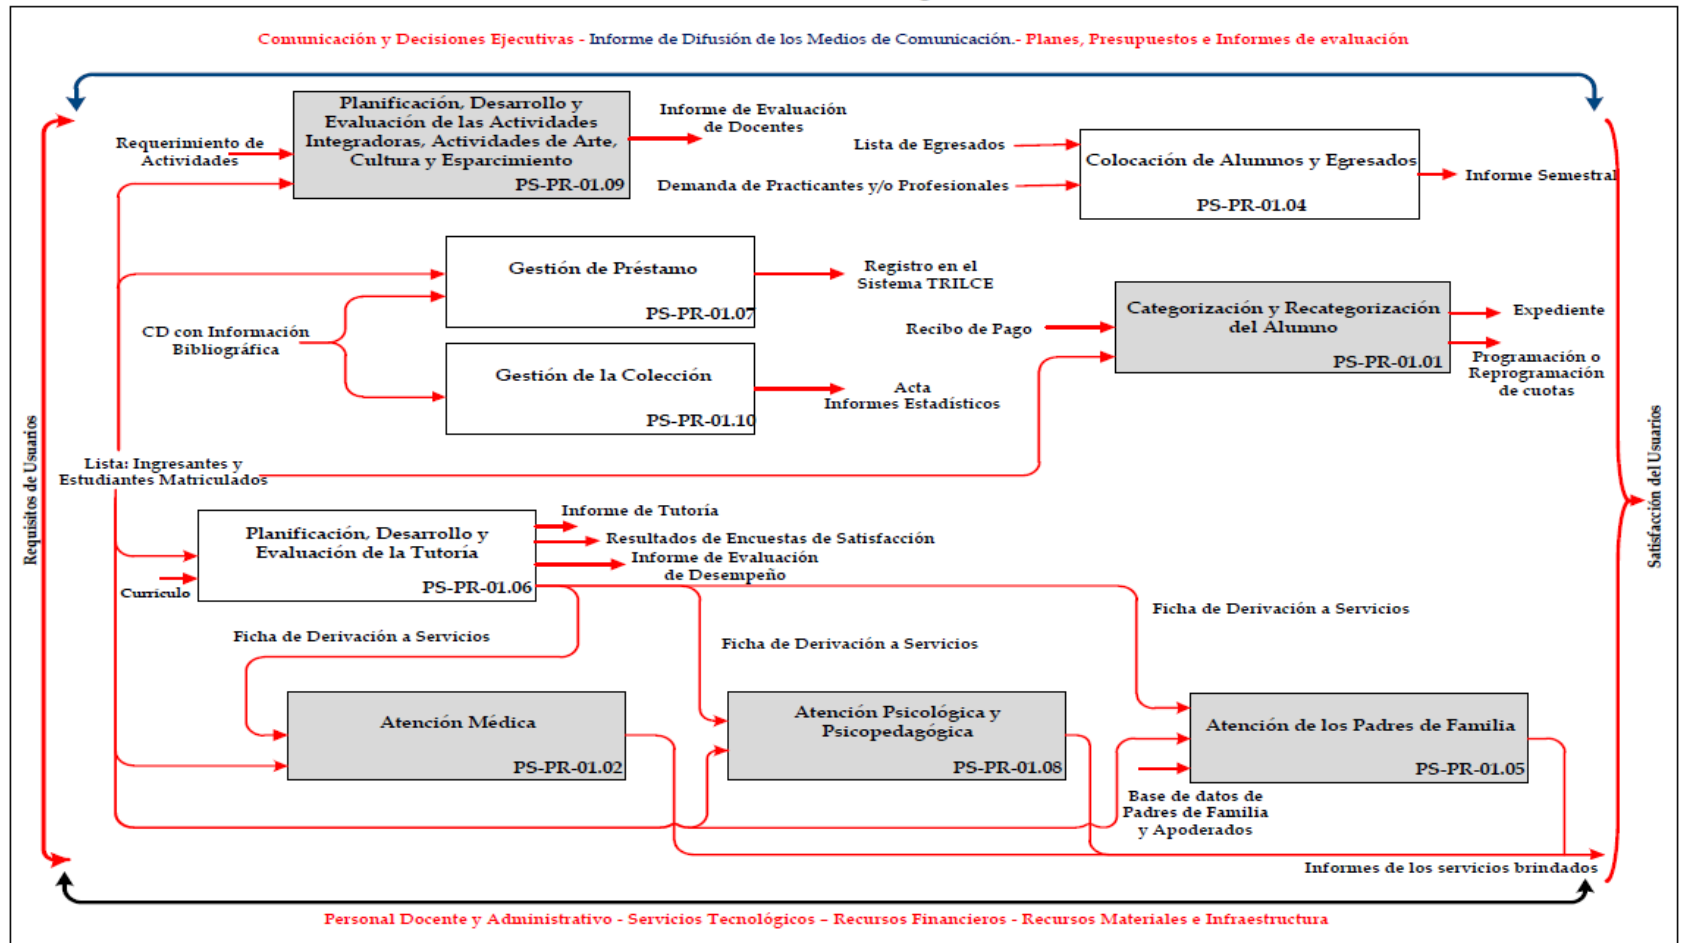 Comunicación y Decisiones Ejecutivas - Informe de Difusión de los Medios de Comunicación.- Planes, Presupuestos e Informes de evaluación
Planificación, Desarrollo y
Evaluación de las Actividades
Integradoras, Actividades de Arte,
Cultura y Esparcimiento
PS-PR-01.09
Requerimiento de
Actividades
Informe de Evaluación
de Docentes
Lista de Egresados
Demanda de Practicantes y/o Profesionales
Colocación de Alumnos y Egresados
PS-PR-01.04
Informe Semestral
Gestión de Préstamo
PS-PR-01.07
Registro en el
Sistema TRILCE
CD con Información
Bibliográfica
Gestión de la Colección
PS-PR-01.10
Acta
Informes Estadísticos
Recibo de Pago
Categorización y Recategorización
del Alumno
PS-PR-01.01
Expediente
Programación o
Reprogramación
de cuotas
Requisitos de Usuarios
Satisfacción del Usuarios
Lista: Ingresantes y
Estudiantes Matriculados
Planificación, Desarrollo y
Evaluación de la Tutoría
PS-PR-01.06
Currículo
Informe de Tutoría
Resultados de Encuestas de Satisfacción
Informe de Evaluación
de Desempeño
Ficha de Derivación a Servicios
Ficha de Derivación a Servicios
Ficha de Derivación a Servicios
Atención Médica
PS-PR-01.02
Atención Psicológica y
Psicopedagógica
PS-PR-01.08
Atención de los Padres de Familia
PS-PR-01.05
Base de datos de
Padres de Familia
y Apoderados
Informes de los servicios brindados
Personal Docente y Administrativo - Servicios Tecnológicos – Recursos Financieros - Recursos Materiales e Infraestructura